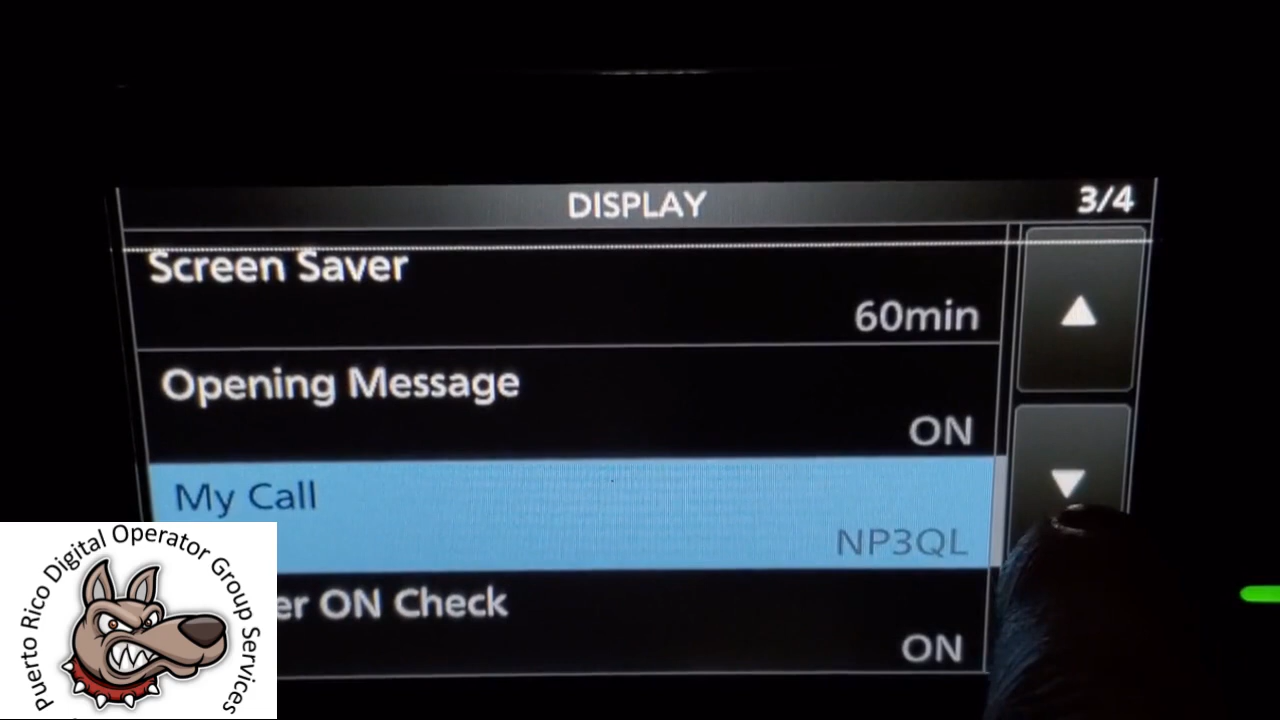 DISPLAY
3/4
Screen Saver
60min
Opening Message
ON
My Call
NP3QL
er ON Check
ON
Puerto Rico Digital Operator Group Services